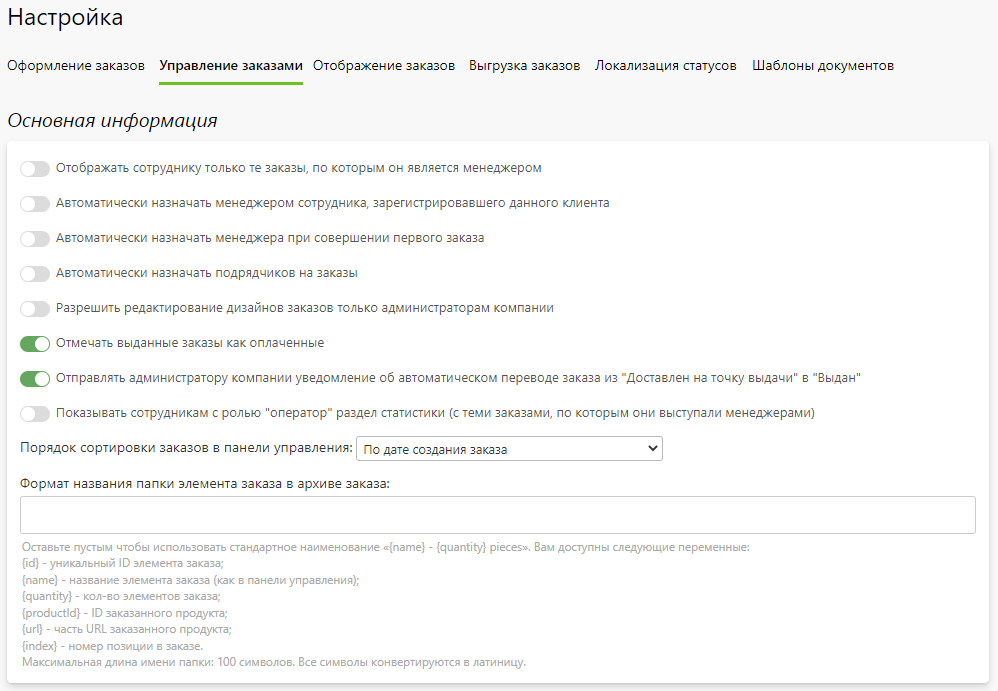 Настройка
Оформление заказов Управление заказами Отображение заказов Выгрузка заказов Локализация статусов Шаблоны документов
Основная информация
Отображать сотруднику только те заказы, по которым он является менеджером
Автоматически назначать менеджером сотрудника, зарегистрировавшего данного клиента
Автоматически назначать менеджера при совершении первого заказа
Автоматически назначать подрядчиков на заказы
Разрешить редактирование дизайнов заказов только администраторам компании
Отмечать выданные заказы как оплаченные
Отправлять администратору компании уведомление об автоматическом переводе заказа из "Доставлен на точку выдачи" в "Выдан"
Показывать сотрудникам с ролью "оператор" раздел статистики (с теми заказами, по которым они выступали менеджерами)
Порядок сортировки заказов в панели управления: По дате создания заказа
Формат названия папки элемента заказа в архиве заказа:
Оставьте пустым чтобы использовать стандартное наименование «{name} - {quantity} pieces». Вам доступны следующие переменные:
{id} - уникальный ID элемента заказа;
{name} - название элемента заказа (как в панели управления);
{quantity} - кол-во элементов заказа;
{productId} - ID заказанного продукта;
{url} - часть URL заказанного продукта;
{index} - номер позиции в заказе.
Максимальная длина имени папки: 100 символов. Все символы конвертируются в латиницу.